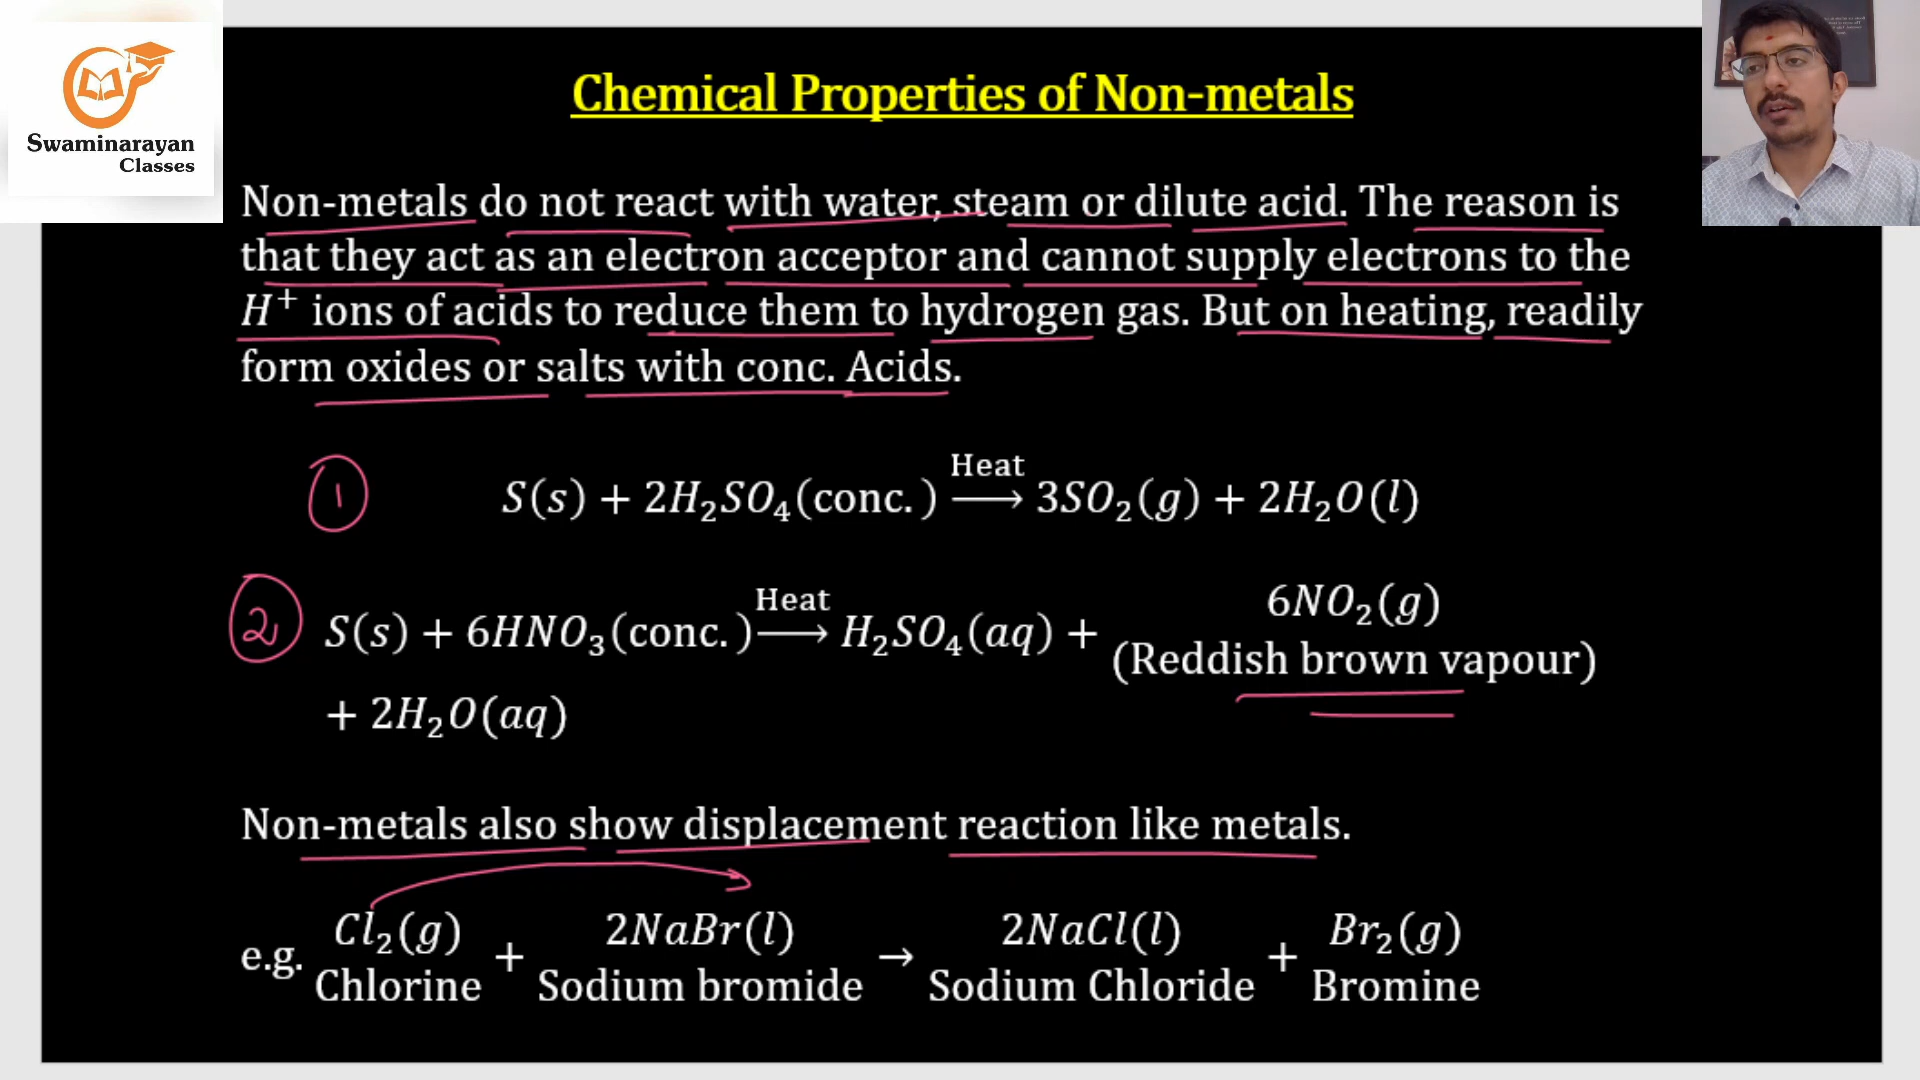 Swaminarayan
Classes
Chemical Properties of Non-metals
Non-metals do not react with water, steam or dilute acid. The reason is
that they act as an electron acceptor and cannot supply electrons to the
H⁺ ions of acids to reduce them to hydrogen gas. But on heating, readily
form oxides or salts with conc. Acids.
1 S(s) + 2H₂SO₄(conc.) Heat⟶ 3SO₂(g) + 2H₂O(l)
2 S(s) + 6HNO₃(conc.) Heat⟶ H₂SO₄(aq) + 6NO₂(g)
(Reddish brown vapour)
+ 2H₂O(aq)
Non-metals also show displacement reaction like metals.
e.g. Cl₂(g) + 2NaBr(l) → 2NaCl(l) + Br₂(g)
Chlorine Sodium bromide Sodium Chloride Bromine